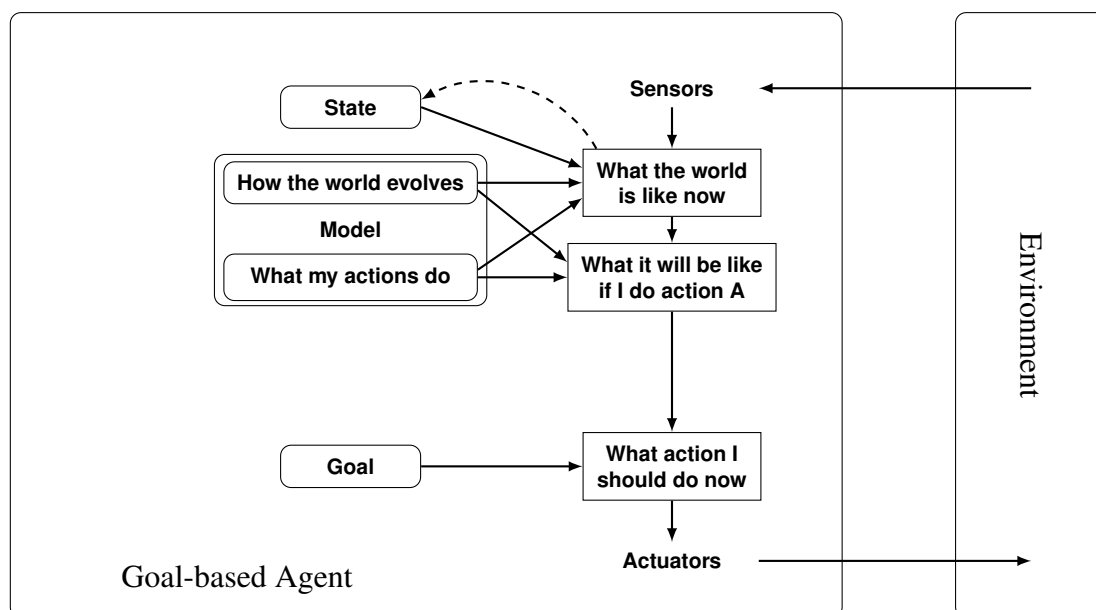 Sensors
State
What the world
is like now
How the world evolves
Model
What my actions do
What it will be like
if I do action A
Environment
Goal
What action I
should do now
Actuators
Goal-based Agent